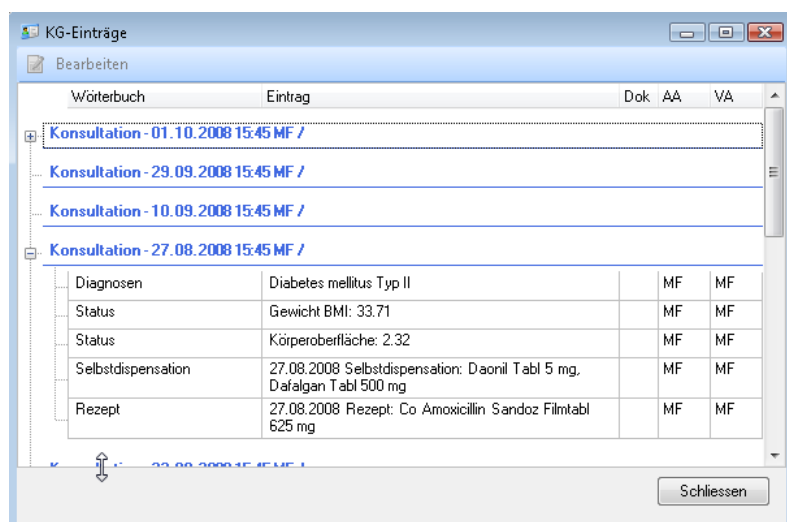 KG-Einträge
Bearbeiten
Wörterbuch Eintrag Dok AA VA
Konsultation - 01.10.2008 15:45 MF /
Konsultation - 29.09.2008 15:45 MF /
Konsultation - 10.09.2008 15:45 MF /
Konsultation - 27.08.2008 15:45 MF /
Diagnosen Diabetes mellitus Typ II MF MF
Status Gewicht BMI: 33.71 MF MF
Status Körperoberfläche: 2.32 MF MF
Selbstdispensation 27.08.2008 Selbstdispensation: Daonil Tabl 5 mg, MF MF
Dafalgan Tabl 500 mg
Rezept 27.08.2008 Rezept: Co Amoxicillin Sandoz Filmtabl MF MF
625 mg
Schliessen